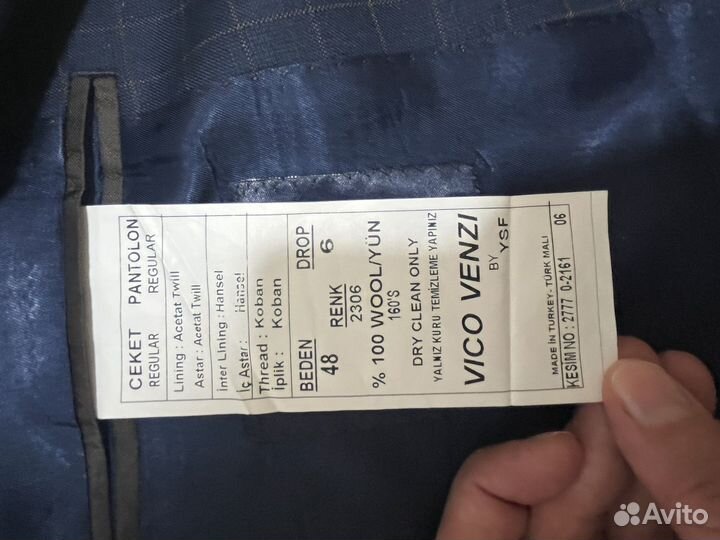 CEKET PANTOLON
REGULAR REGULAR
Lining : Acetat Twill
Astar : Acetat Twill
İnter Lining : Hansel
İç Astar : Hansel
Thread : Koban
İplik : Koban
BEDEN RENK DROP
48 2306 6
% 100 WOOL/YÜN
160'S
DRY CLEAN ONLY
YALNIZ KURU TEMİZLEME YAPINIZ
VICO VENZI
BY YSF
MADE İN TURKEY - TÜRK MALI
KESİM NO : 2777 0-2161 06
Avito